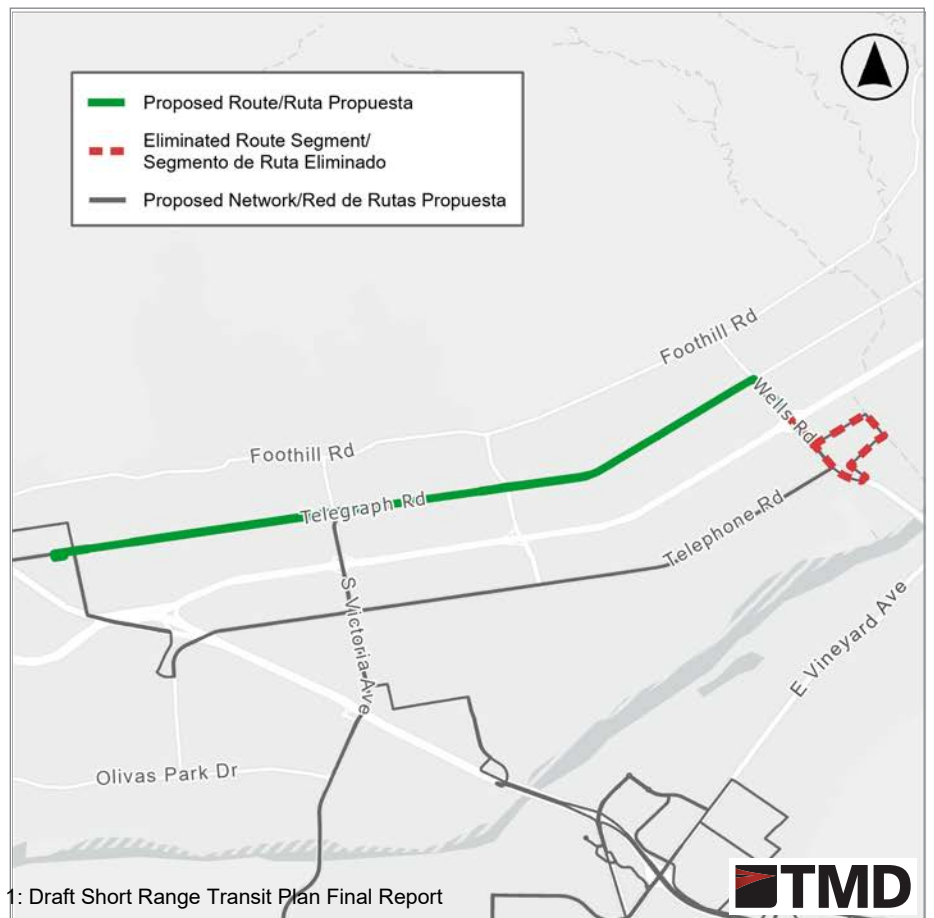 Proposed Route/Ruta Propuesta
Eliminated Route Segment/
Segmento de Ruta Eliminado
Proposed Network/Red de Rutas Propuesta
Foothill Rd
Wells Rd
Foothill Rd
Telegraph Rd
Telephone Rd
S Victoria Ave
E Vineyard Ave
Olivas Park Dr
1: Draft Short Range Transit Plan Final Report
TMD